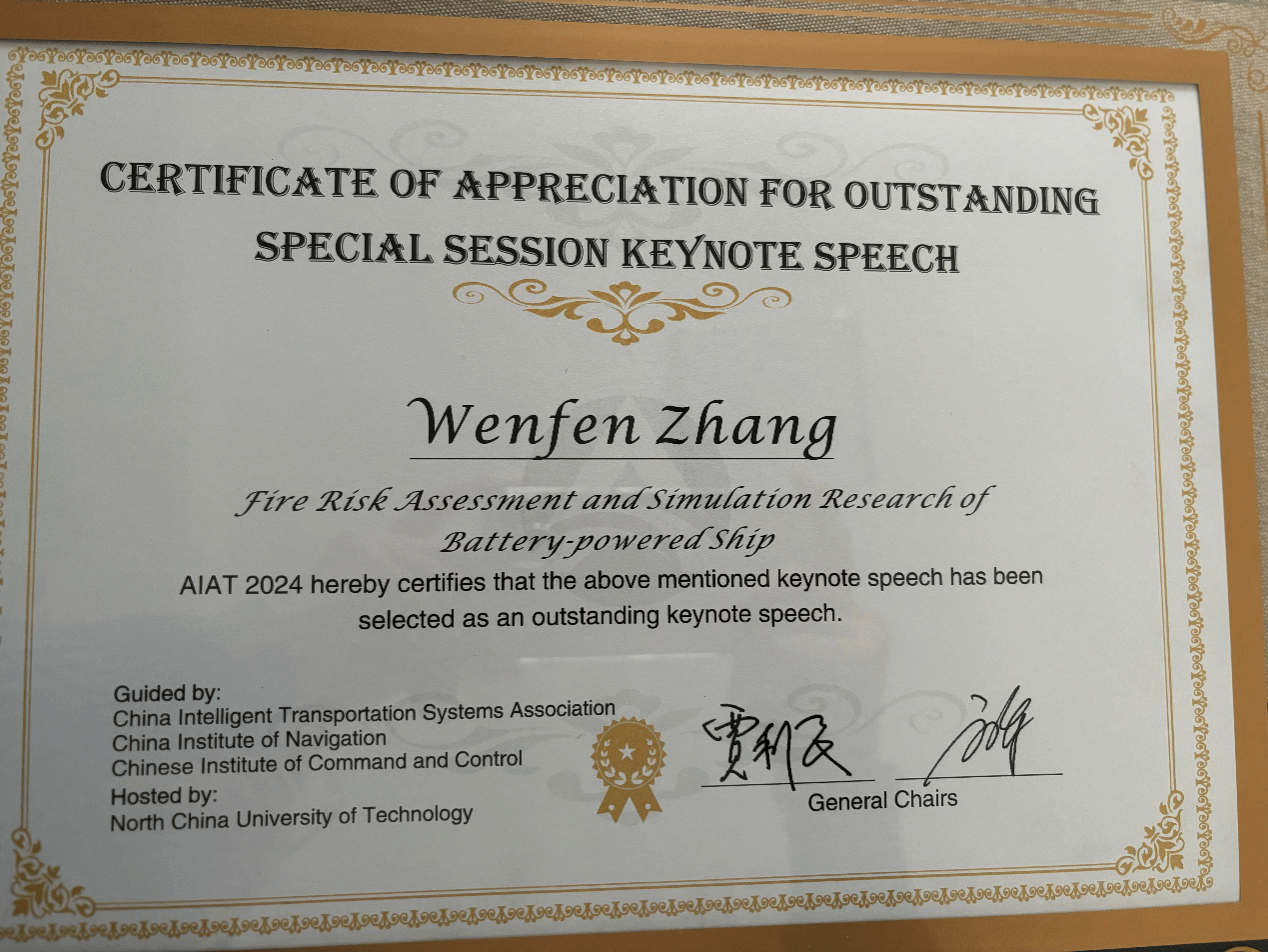 CERTIFICATE OF APPRECIATION FOR OUTSTANDING
SPECIAL SESSION KEYNOTE SPEECH
Wenfen Zhang
Fire Risk Assessment and Simulation Research of
Battery-powered Ship
AIAT 2024 hereby certifies that the above mentioned keynote speech has been
selected as an outstanding keynote speech.
Guided by:
China Intelligent Transportation Systems Association
China Institute of Navigation
Chinese Institute of Command and Control
Hosted by:
North China University of Technology
贾利民
General Chairs